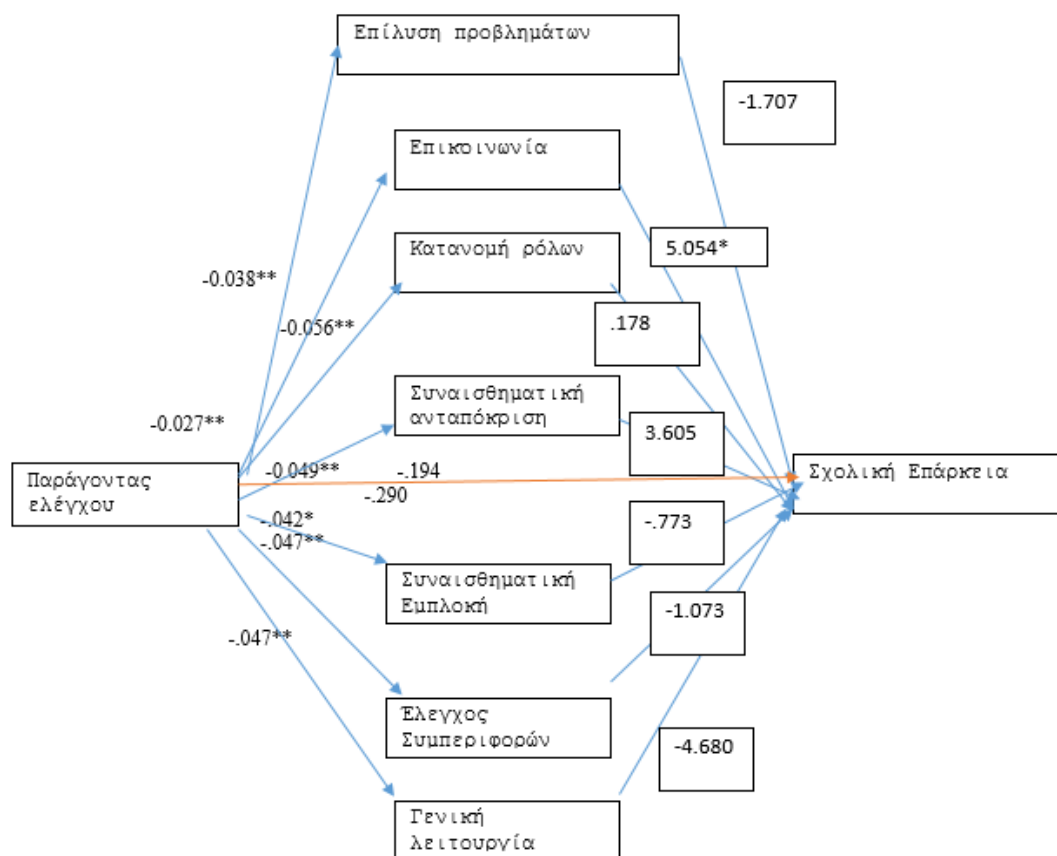 Επίλυση προβλημάτων
-1.707
Επικοινωνία
Κατανομή ρόλων
5.054*
-0.038**
-0.056**
.178
Συναισθηματική
ανταπόκριση
-0.027**
3.605
Παράγοντας
ελέγχου
-0.049**
-.194
-.290
Σχολική Επάρκεια
-.042*
-.047**
-.773
Συναισθηματική
Εμπλοκή
-1.073
-.047**
Έλεγχος
Συμπεριφορών
-4.680
Γενική
λειτουργία